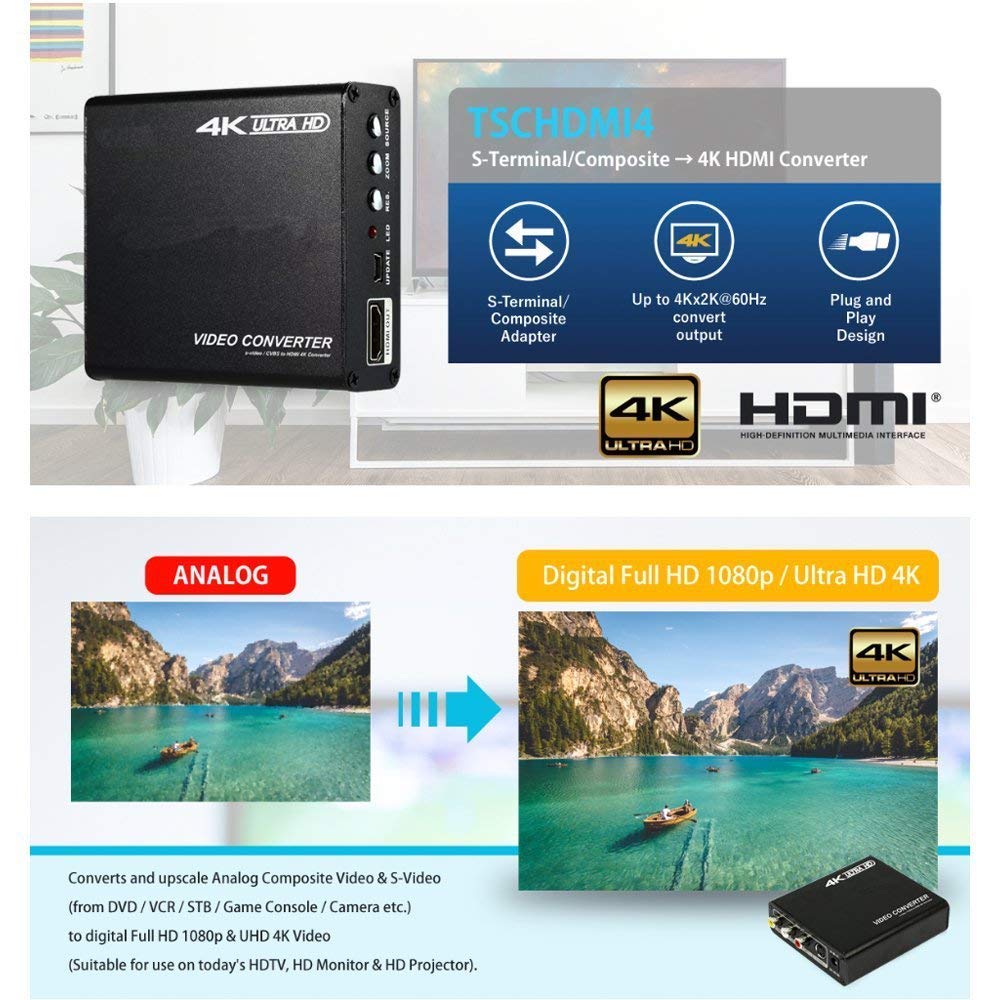 4K ULTRA HD
SOURCE
ZOOM
RES.
LED
UPDATE
HDMI OUT
VIDEO CONVERTER
s-video / CVBS to HDMI 4K Converter
TSCHDMI4
S-Terminal/Composite → 4K HDMI Converter
4K
S-Terminal/
Composite
Adapter
Up to 4Kx2K@60Hz
convert
output
Plug and
Play
Design
4K
ULTRA HD
HDMI®
HIGH-DEFINITION MULTIMEDIA INTERFACE
ANALOG
Digital Full HD 1080p / Ultra HD 4K
4K
ULTRA HD
Converts and upscale Analog Composite Video & S-Video
(from DVD / VCR / STB / Game Console / Camera etc.)
to digital Full HD 1080p & UHD 4K Video
(Suitable for use on today's HDTV, HD Monitor & HD Projector).
4K ULTRA HD
VIDEO CONVERTER